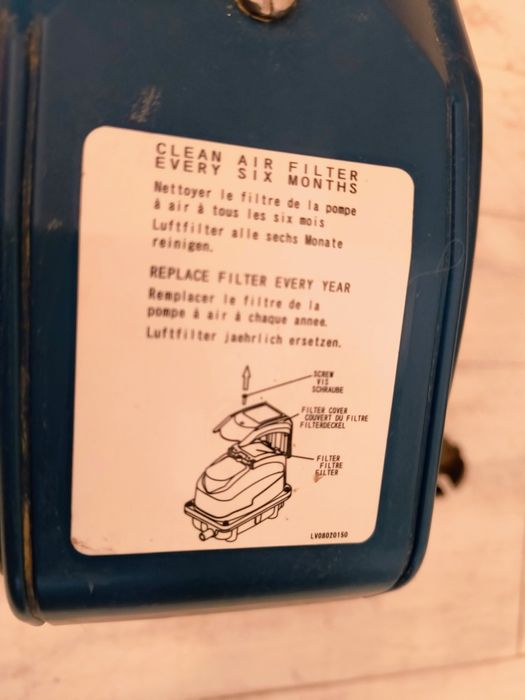 CLEAN AIR FILTER
EVERY SIX MONTHS
Nettoyer le filtre de la pompe
à air à tous les six mois
Luftfilter alle sechs Monate
reinigen.
REPLACE FILTER EVERY YEAR
Remplacer le filtre de la
pompe à air à chaque annee.
Luftfilter jaehrlich ersetzen.
SCREW
VIS
SCHRAUBE
FILTER COVER
COUVERT DU FILTRE
FILTERDECKEL
FILTER
FILTRE
FILTER
LV08020150